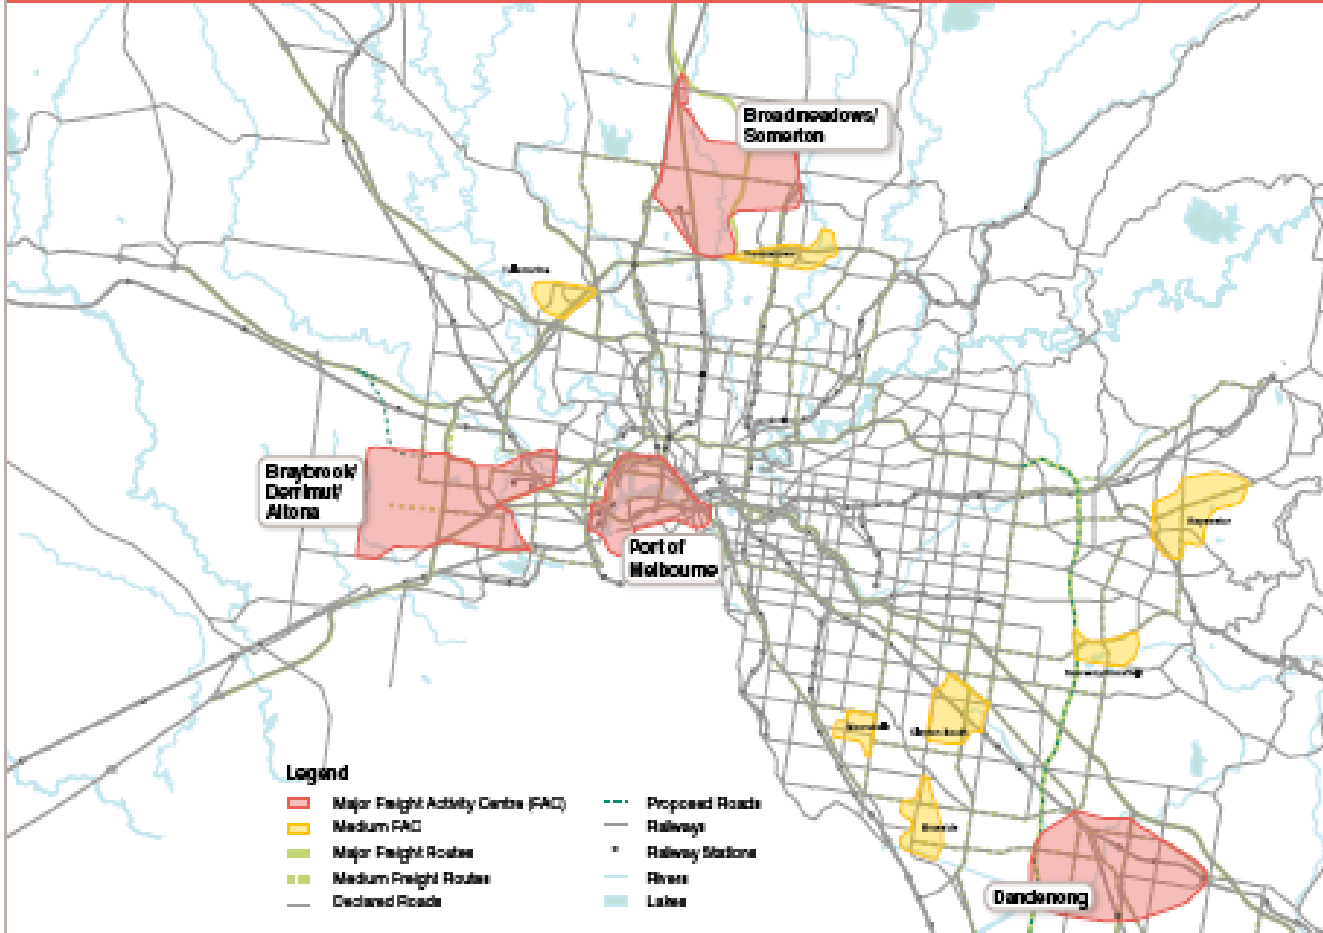 Broadmeadows/
Somerton
Braybrook/
Derrimut/
Altona
Port of
Melbourne
Dandenong
Legend
Major Freight Activity Centre (FAC)
Medium FAC
Major Freight Routes
Medium Freight Routes
Declared Roads
Proposed Roads
Railways
Railway Stations
Rivers
Lakes